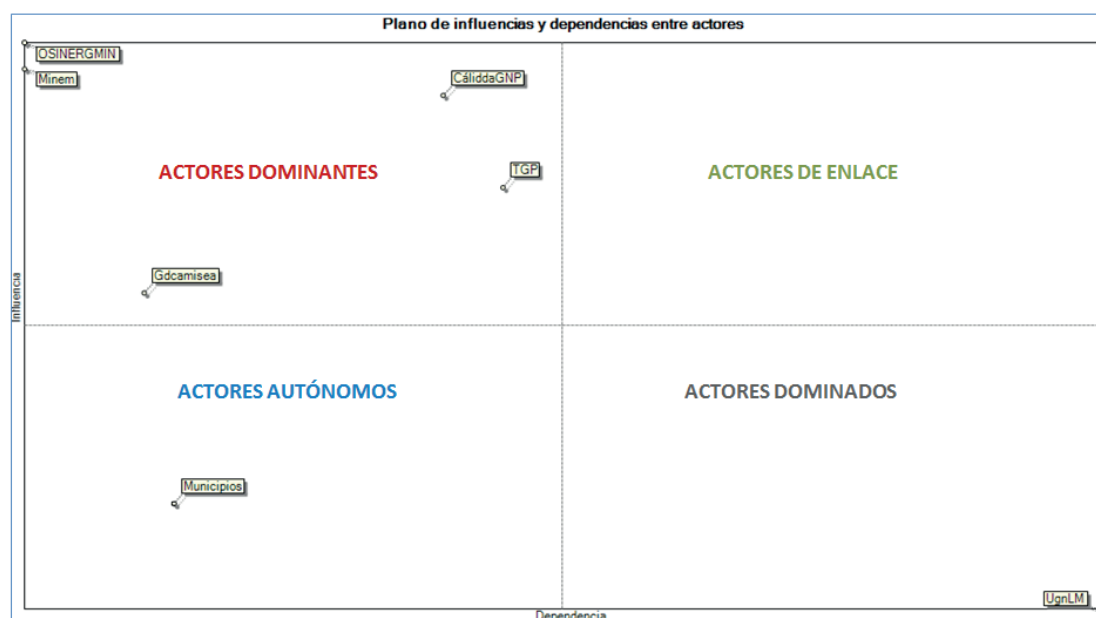 Plano de influencias y dependencias entre actores
OSINERGMIN
Minem
CáliddaGNP
ACTORES DOMINANTES
TGP
ACTORES DE ENLACE
Gdcamisea
Influencia
ACTORES AUTÓNOMOS
ACTORES DOMINADOS
Municipios
UgnLM
Dependencia